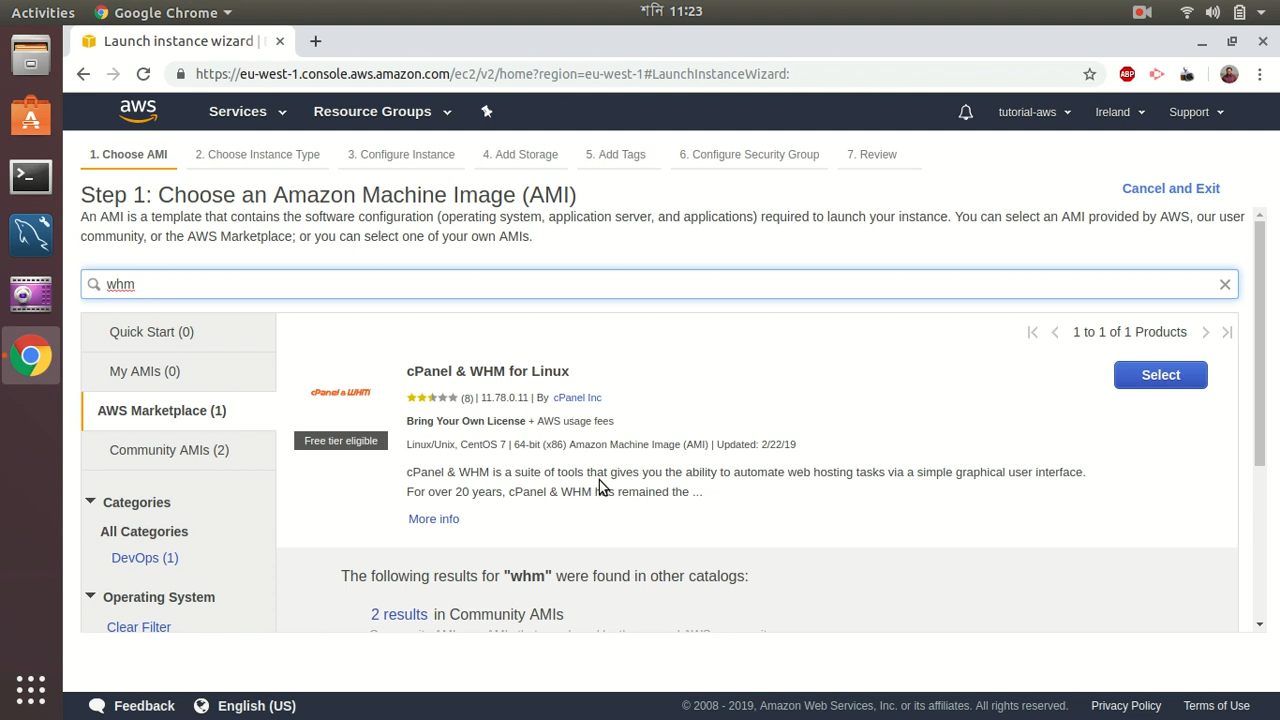 Activities Google Chrome শনি 11:23
Launch instance wizard |
https://eu-west-1.console.aws.amazon.com/ec2/v2/home?region=eu-west-1#LaunchInstanceWizard:
ABP
aws Services Resource Groups tutorial-aws Ireland Support
1. Choose AMI 2. Choose Instance Type 3. Configure Instance 4. Add Storage 5. Add Tags 6. Configure Security Group 7. Review
Step 1: Choose an Amazon Machine Image (AMI)
Cancel and Exit
An AMI is a template that contains the software configuration (operating system, application server, and applications) required to launch your instance. You can select an AMI provided by AWS, our user
community, or the AWS Marketplace; or you can select one of your own AMIs.
whm
Quick Start (0)
My AMIs (0)
AWS Marketplace (1)
Community AMIs (2)
Categories
All Categories
DevOps (1)
Operating System
Clear Filter
1 to 1 of 1 Products
cPanel & WHM
Free tier eligible
cPanel & WHM for Linux
Select
(8) | 11.78.0.11 | By cPanel Inc
Bring Your Own License + AWS usage fees
Linux/Unix, CentOS 7 | 64-bit (x86) Amazon Machine Image (AMI) | Updated: 2/22/19
cPanel & WHM is a suite of tools that gives you the ability to automate web hosting tasks via a simple graphical user interface.
For over 20 years, cPanel & WHM has remained the ...
More info
The following results for "whm" were found in other catalogs:
2 results in Community AMIs
Feedback English (US) © 2008 - 2019, Amazon Web Services, Inc. or its affiliates. All rights reserved. Privacy Policy Terms of Use